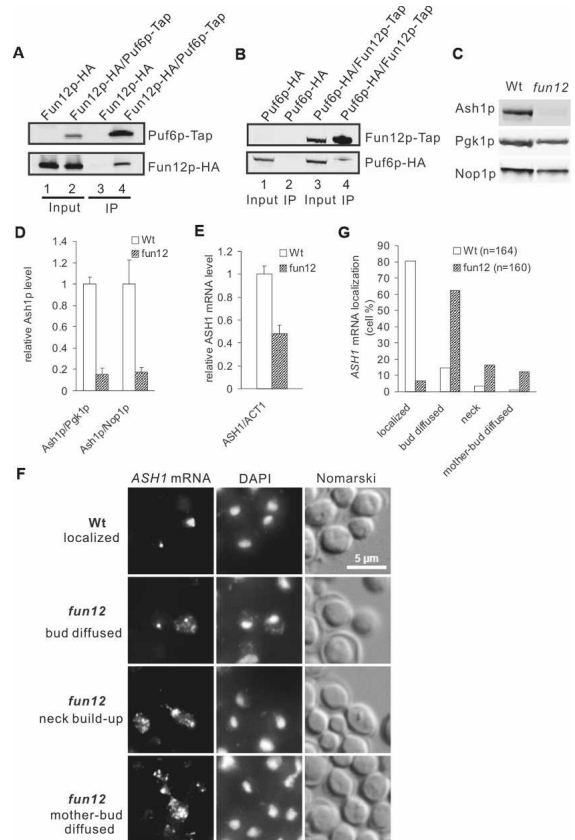 A
Fun12p-HA
Fun12p-HA/Puf6p-Tap
Fun12p-HA
Fun12p-HA/Puf6p-Tap
Puf6p-Tap
Fun12p-HA
1 2 3 4
Input IP
B
Puf6p-HA
Puf6p-HA
Puf6p-HA/Fun12p-Tap
Puf6p-HA/Fun12p-Tap
Fun12p-Tap
Puf6p-HA
1 2 3 4
Input IP Input IP
C
Wt fun12
Ash1p
Pgk1p
Nop1p
D
Wt
fun12
relative Ash1p level
1.4
1.2
1
0.8
0.6
0.4
0.2
0
Ash1p/Pgk1p
Ash1p/Nop1p
E
Wt
fun12
relative ASH1 mRNA level
1.2
1
0.8
0.6
0.4
0.2
0
ASH1/ACT1
G
Wt (n=164)
fun12 (n=160)
ASH1 mRNA localization
(cell %)
90
80
70
60
50
40
30
20
10
0
localized
bud diffused
neck
mother-bud diffused
F
ASH1 mRNA DAPI Nomarski
Wt
localized
5 µm
fun12
bud diffused
fun12
neck build-up
fun12
mother-bud
diffused